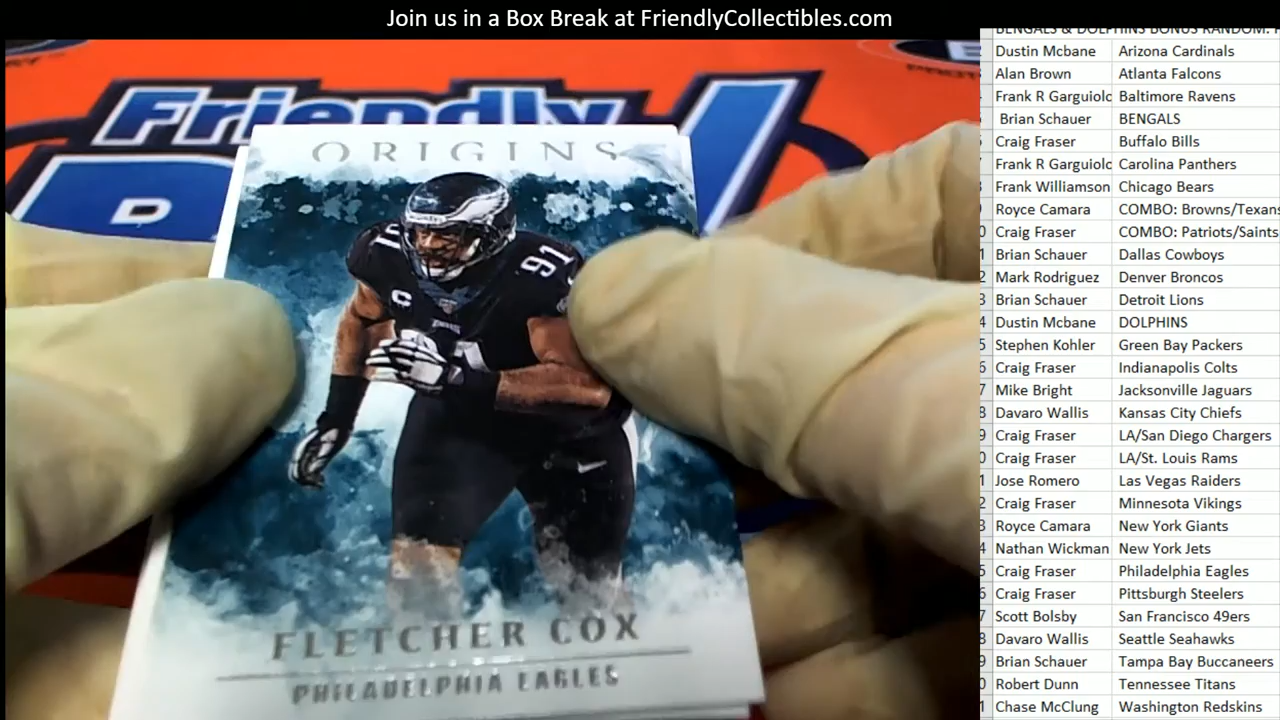 Join us in a Box Break at FriendlyCollectibles.com
Friendly
ORIGINS
91
C
FLETCHER COX
PHILADELPHIA EAGLES
BENGALS & DOLPHINS BONUS RANDOM:
Dustin Mcbane Arizona Cardinals
Alan Brown Atlanta Falcons
Frank R Garguiolo Baltimore Ravens
Brian Schauer BENGALS
Craig Fraser Buffalo Bills
Frank R Garguiolo Carolina Panthers
Frank Williamson Chicago Bears
Royce Camara COMBO: Browns/Texans
Craig Fraser COMBO: Patriots/Saints
Brian Schauer Dallas Cowboys
Mark Rodriguez Denver Broncos
Brian Schauer Detroit Lions
Dustin Mcbane DOLPHINS
Stephen Kohler Green Bay Packers
Craig Fraser Indianapolis Colts
Mike Bright Jacksonville Jaguars
Davaro Wallis Kansas City Chiefs
Craig Fraser LA/San Diego Chargers
Craig Fraser LA/St. Louis Rams
Jose Romero Las Vegas Raiders
Craig Fraser Minnesota Vikings
Royce Camara New York Giants
Nathan Wickman New York Jets
Craig Fraser Philadelphia Eagles
Craig Fraser Pittsburgh Steelers
Scott Bolsby San Francisco 49ers
Davaro Wallis Seattle Seahawks
Brian Schauer Tampa Bay Buccaneers
Robert Dunn Tennessee Titans
Chase McClung Washington Redskins